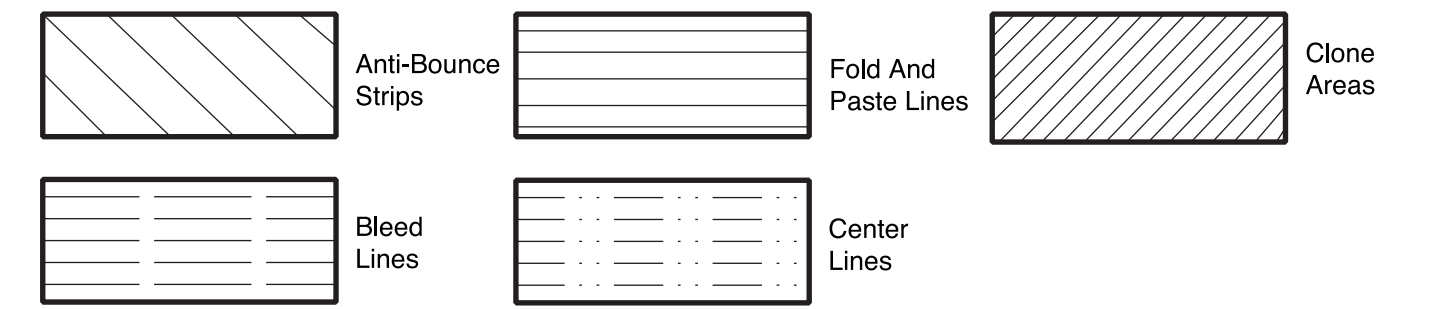 Anti-Bounce
Strips
Fold And
Paste Lines
Clone
Areas
Bleed
Lines
Center
Lines